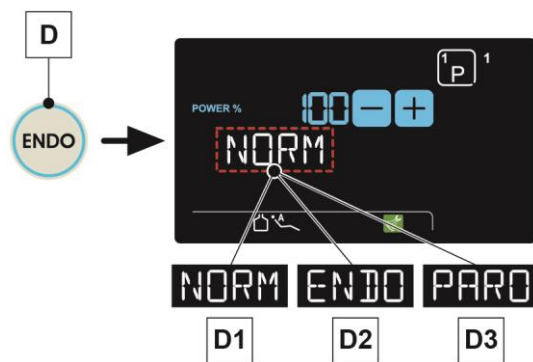 D
ENDO
1 P 1
POWER % 100 − +
NORM
A
NORM ENDO PARO
D1 D2 D3